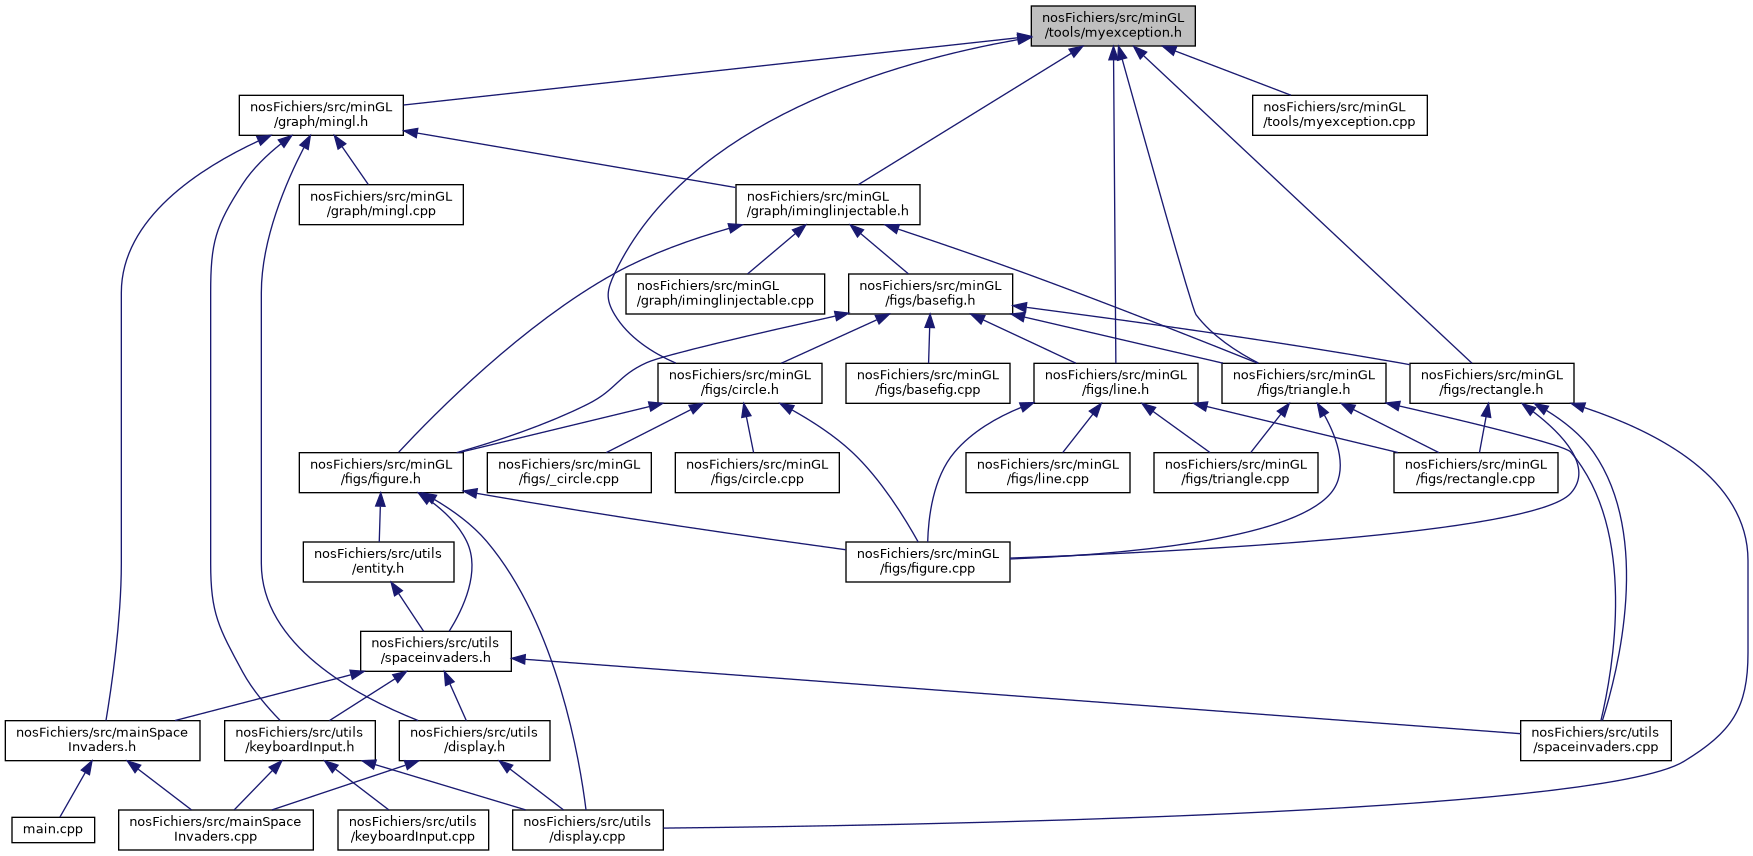 nosFichiers/src/minGL
/tools/myexception.h
nosFichiers/src/minGL
/graph/mingl.h
nosFichiers/src/minGL
/tools/myexception.cpp
nosFichiers/src/minGL
/graph/mingl.cpp
nosFichiers/src/minGL
/graph/iminglinjectable.h
nosFichiers/src/minGL
/graph/iminglinjectable.cpp
nosFichiers/src/minGL
/figs/basefig.h
nosFichiers/src/minGL
/figs/circle.h
nosFichiers/src/minGL
/figs/basefig.cpp
nosFichiers/src/minGL
/figs/line.h
nosFichiers/src/minGL
/figs/triangle.h
nosFichiers/src/minGL
/figs/rectangle.h
nosFichiers/src/minGL
/figs/figure.h
nosFichiers/src/minGL
/figs/_circle.cpp
nosFichiers/src/minGL
/figs/circle.cpp
nosFichiers/src/minGL
/figs/line.cpp
nosFichiers/src/minGL
/figs/triangle.cpp
nosFichiers/src/minGL
/figs/rectangle.cpp
nosFichiers/src/utils
/entity.h
nosFichiers/src/minGL
/figs/figure.cpp
nosFichiers/src/utils
/spaceinvaders.h
nosFichiers/src/mainSpace
Invaders.h
nosFichiers/src/utils
/keyboardInput.h
nosFichiers/src/utils
/display.h
nosFichiers/src/utils
/spaceinvaders.cpp
main.cpp
nosFichiers/src/mainSpace
Invaders.cpp
nosFichiers/src/utils
/keyboardInput.cpp
nosFichiers/src/utils
/display.cpp